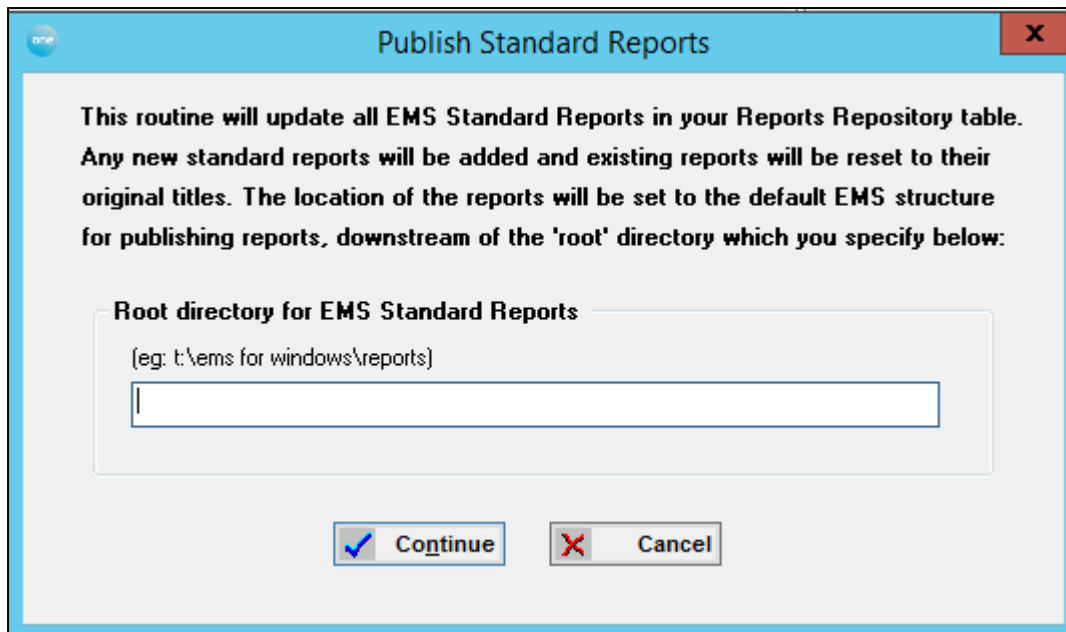 one
Publish Standard Reports
x
This routine will update all EMS Standard Reports in your Reports Repository table.
Any new standard reports will be added and existing reports will be reset to their
original titles. The location of the reports will be set to the default EMS structure
for publishing reports, downstream of the 'root' directory which you specify below:
Root directory for EMS Standard Reports
(eg: t:\ems for windows\reports)
Continue
Cancel